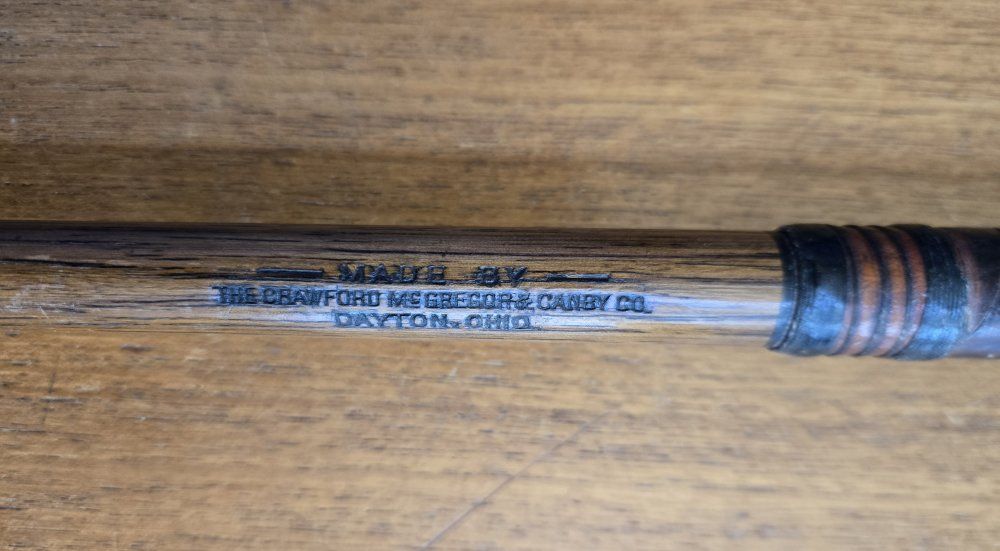 — MADE BY —
THE CRAWFORD MCGREGOR & CANBY CO.
DAYTON, OHIO